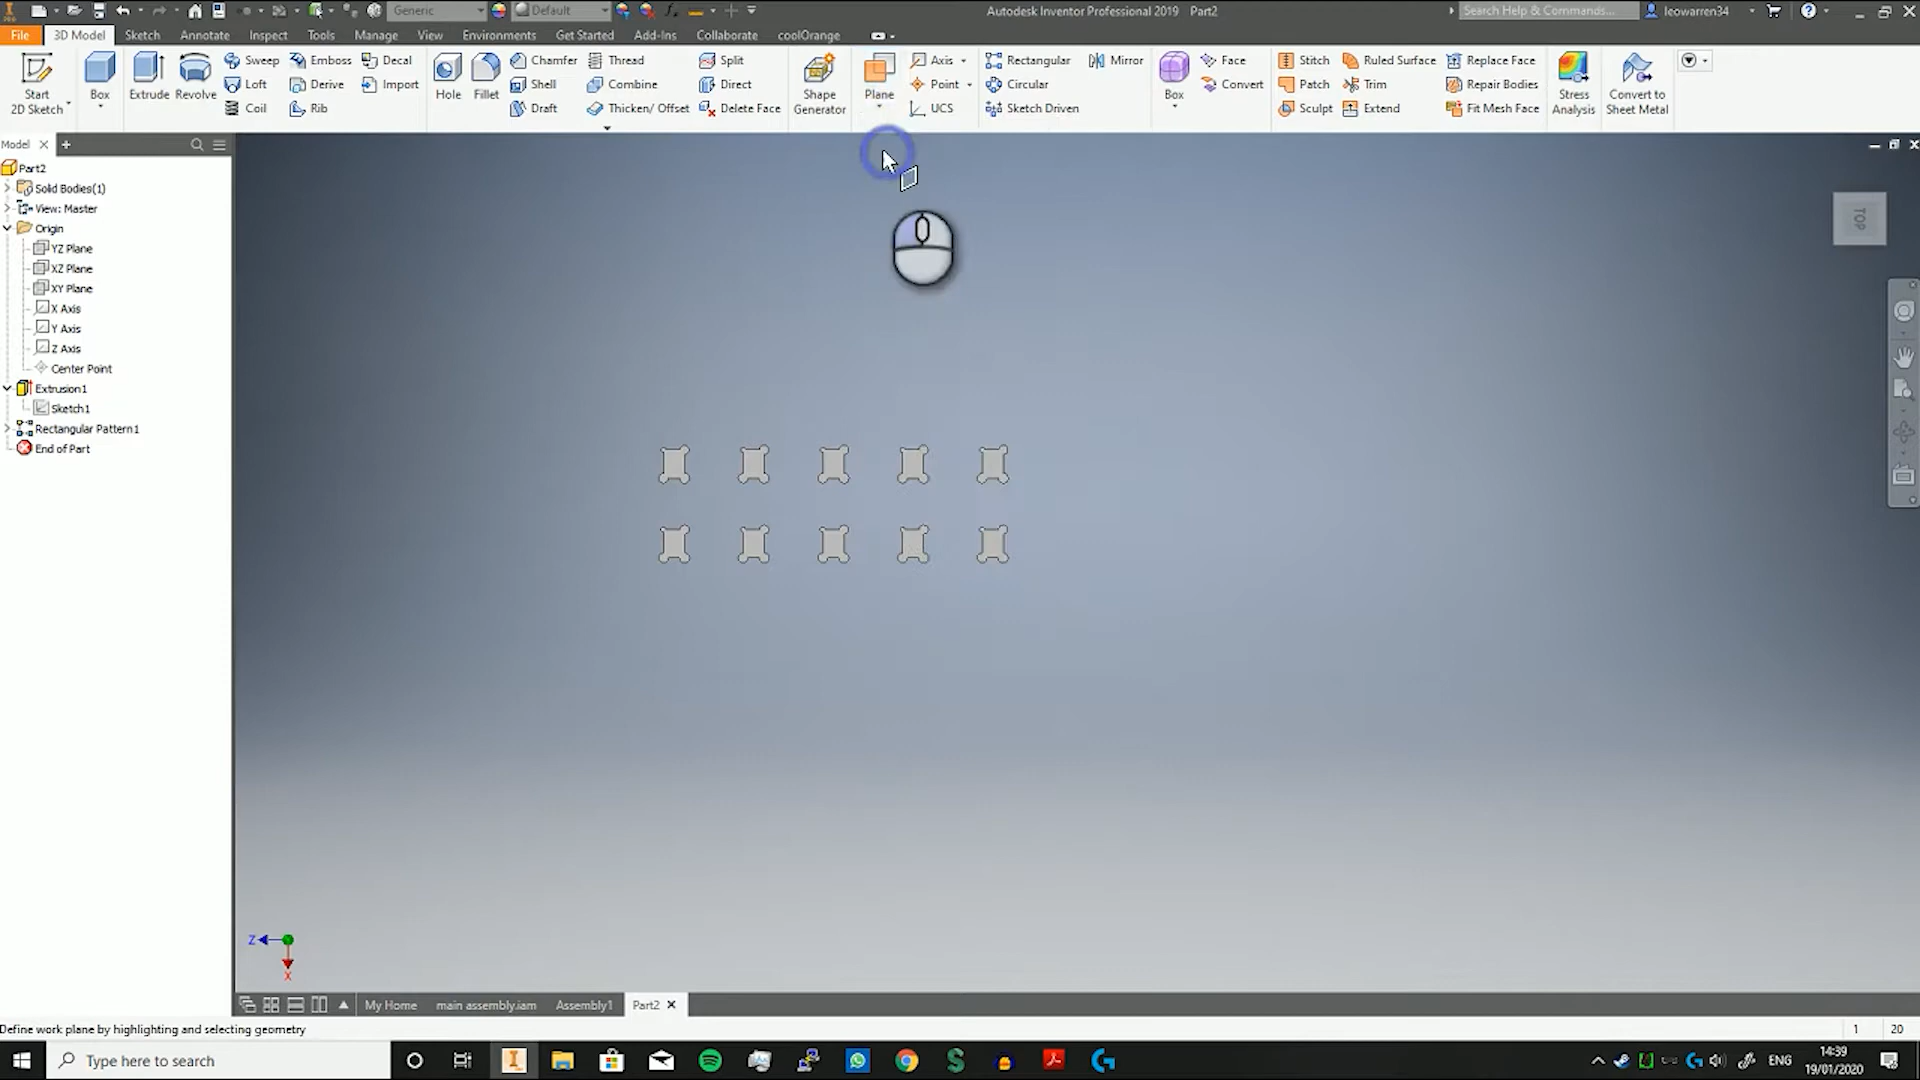 Generic Default Autodesk Inventor Professional 2019 Part2 Search Help & Commands... leowarren34
File 3D Model Sketch Annotate Inspect Tools Manage View Environments Get Started Add-Ins Collaborate coolOrange
Sweep Emboss Decal Chamfer Thread Split Axis Rectangular Mirror Face Stitch Ruled Surface Replace Face
Start 2D Sketch Box Extrude Revolve Loft Derive Import Hole Fillet Shell Combine Direct Shape Generator Plane Point Circular Box Convert Patch Trim Repair Bodies Stress Analysis Convert to Sheet Metal
Coil Rib Draft Thicken/ Offset Delete Face UCS Sketch Driven Sculpt Extend Fit Mesh Face
Model
Part2
Solid Bodies(1)
View: Master
Origin
YZ Plane
XZ Plane
XY Plane
X Axis
Y Axis
Z Axis
Center Point
Extrusion1
Sketch1
Rectangular Pattern1
End of Part
TOP
Z
X
My Home main assembly.iam Assembly1 Part2
Define work plane by highlighting and selecting geometry 1 20
Type here to search ENG 14:39
19/01/2020